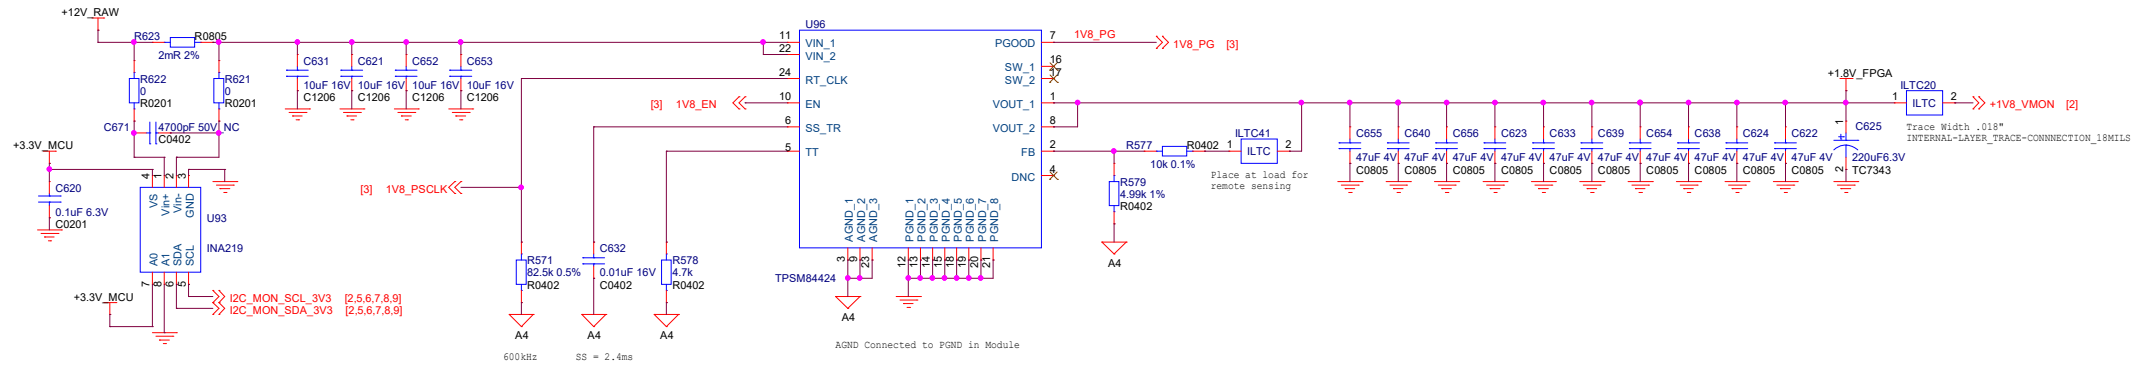 +12V_RAW
R623
R0805
2mR 2%
R622
0
R0201
R621
0
R0201
C671
4700pF 50V NC
C0402
+3.3V_MCU
C620
0.1uF 6.3V
C0201
4
1
2
3
VS
Vin+
Vin-
GND
U93
INA219
A0
A1
SDA
SCL
7
8
6
5
+3.3V_MCU
I2C_MON_SCL_3V3 [2,5,6,7,8,9]
I2C_MON_SDA_3V3 [2,5,6,7,8,9]
C631
10uF 16V
C1206
C621
10uF 16V
C1206
C652
10uF 16V
C1206
C653
10uF 16V
C1206
[3] 1V8_EN
[3] 1V8_PSCLK
R571
82.5k 0.5%
R0402
A4
600kHz
C632
0.01uF 16V
C0402
A4
SS = 2.4ms
R578
4.7k
R0402
A4
U96
11
VIN_1
22
VIN_2
24
RT_CLK
10
EN
6
SS_TR
5
TT
PGOOD
7
SW_1
16
SW_2
17
VOUT_1
1
VOUT_2
8
FB
2
DNC
4
AGND_1
AGND_2
AGND_3
PGND_1
PGND_2
PGND_3
PGND_4
PGND_5
PGND_6
PGND_7
PGND_8
3
9
23
12
13
14
15
18
19
20
21
TPSM84424
A4
AGND Connected to PGND in Module
1V8_PG
1V8_PG [3]
R577
R0402
10k 0.1%
R579
4.99k 1%
R0402
A4
ILTC41
1
ILTC
2
Place at load for
remote sensing
C655
47uF 4V
C0805
C640
47uF 4V
C0805
C656
47uF 4V
C0805
C623
47uF 4V
C0805
C633
47uF 4V
C0805
C639
47uF 4V
C0805
C654
47uF 4V
C0805
C638
47uF 4V
C0805
C624
47uF 4V
C0805
C622
47uF 4V
C0805
+1.8V_FPGA
1
+
C625
220uF6.3V
2
TC7343
ILTC20
1
ILTC
2
+1V8_VMON [2]
Trace Width .018"
INTERNAL-LAYER_TRACE-CONNNECTION_18MILS